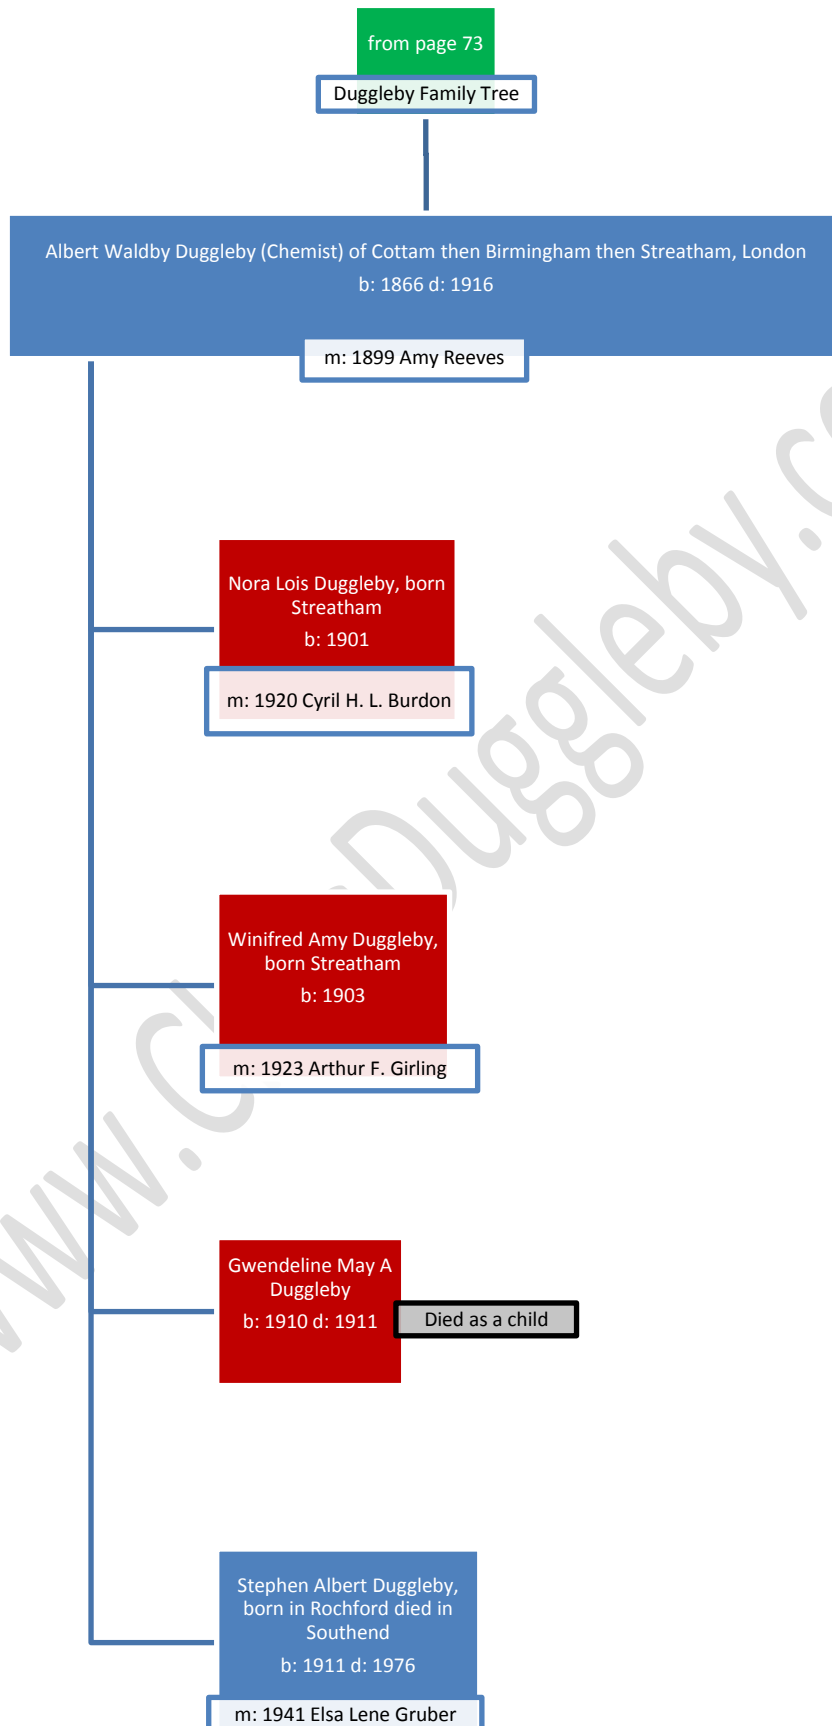 from page 73
Duggleby Family Tree
Albert Waldby Duggleby (Chemist) of Cottam then Birmingham then Streatham, London
b: 1866 d: 1916
m: 1899 Amy Reeves
Nora Lois Duggleby, born
Streatham
b: 1901
m: 1920 Cyril H. L. Burdon
Winifred Amy Duggleby,
born Streatham
b: 1903
m: 1923 Arthur F. Girling
Gwendeline May A
Duggleby
b: 1910 d: 1911
Died as a child
Stephen Albert Duggleby,
born in Rochford died in
Southend
b: 1911 d: 1976
m: 1941 Elsa Lene Gruber